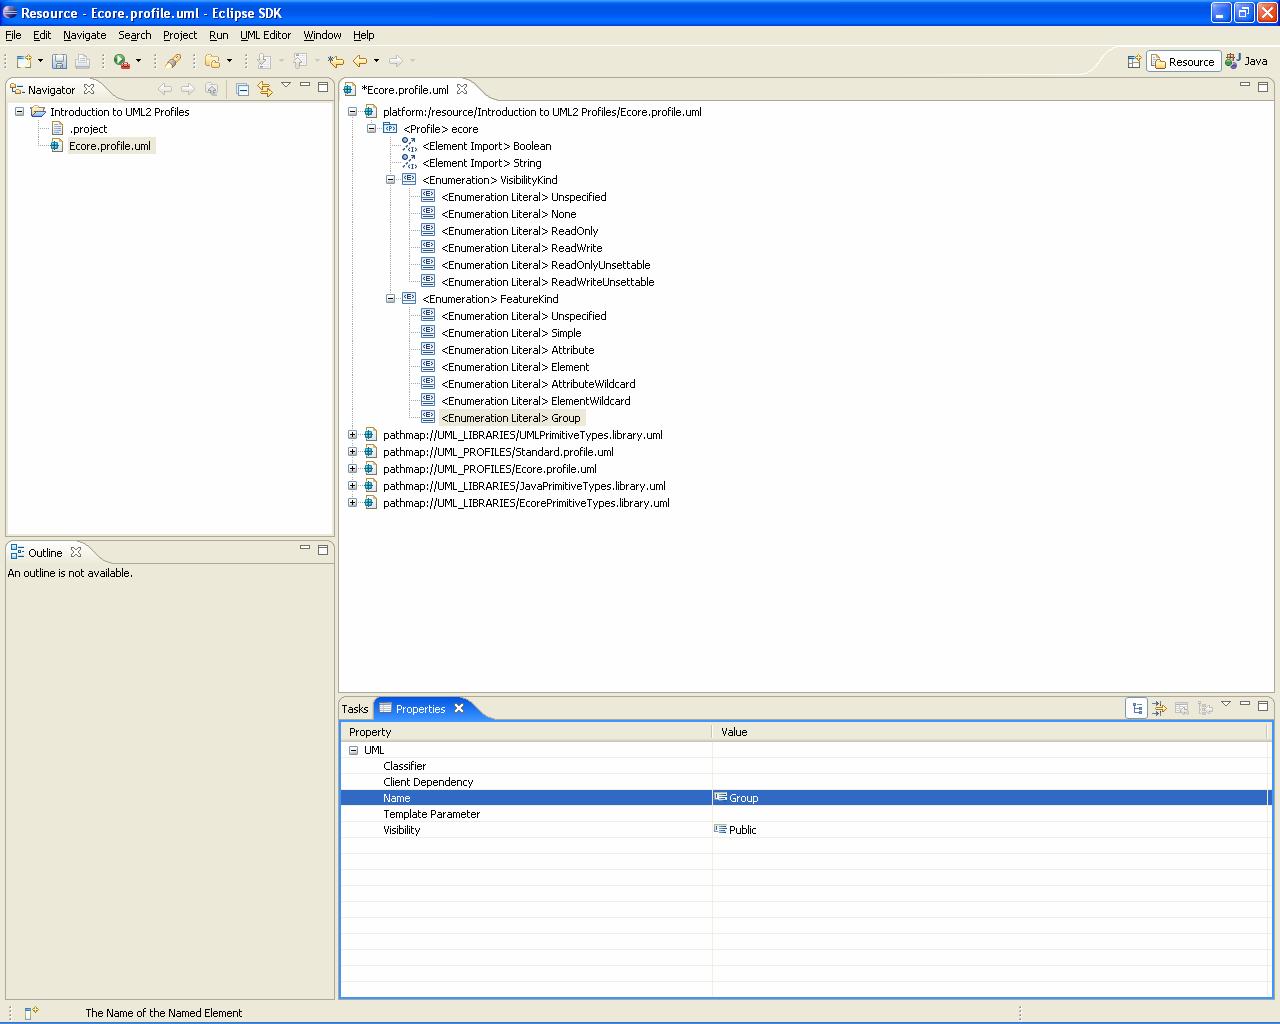 Resource - Ecore.profile.uml - Eclipse SDK
File Edit Navigate Search Project Run UML Editor Window Help
Resource Java
Navigator
Introduction to UML2 Profiles
.project
Ecore.profile.uml
*Ecore.profile.uml
platform:/resource/Introduction to UML2 Profiles/Ecore.profile.uml
<Profile> ecore
<Element Import> Boolean
<Element Import> String
<Enumeration> VisibilityKind
<Enumeration Literal> Unspecified
<Enumeration Literal> None
<Enumeration Literal> ReadOnly
<Enumeration Literal> ReadWrite
<Enumeration Literal> ReadOnlyUnsettable
<Enumeration Literal> ReadWriteUnsettable
<Enumeration> FeatureKind
<Enumeration Literal> Unspecified
<Enumeration Literal> Simple
<Enumeration Literal> Attribute
<Enumeration Literal> Element
<Enumeration Literal> AttributeWildcard
<Enumeration Literal> ElementWildcard
<Enumeration Literal> Group
pathmap://UML_LIBRARIES/UMLPrimitiveTypes.library.uml
pathmap://UML_PROFILES/Standard.profile.uml
pathmap://UML_PROFILES/Ecore.profile.uml
pathmap://UML_LIBRARIES/JavaPrimitiveTypes.library.uml
pathmap://UML_LIBRARIES/EcorePrimitiveTypes.library.uml
Outline
An outline is not available.
Tasks Properties
Property Value
UML
Classifier
Client Dependency
Name Group
Template Parameter
Visibility Public
The Name of the Named Element